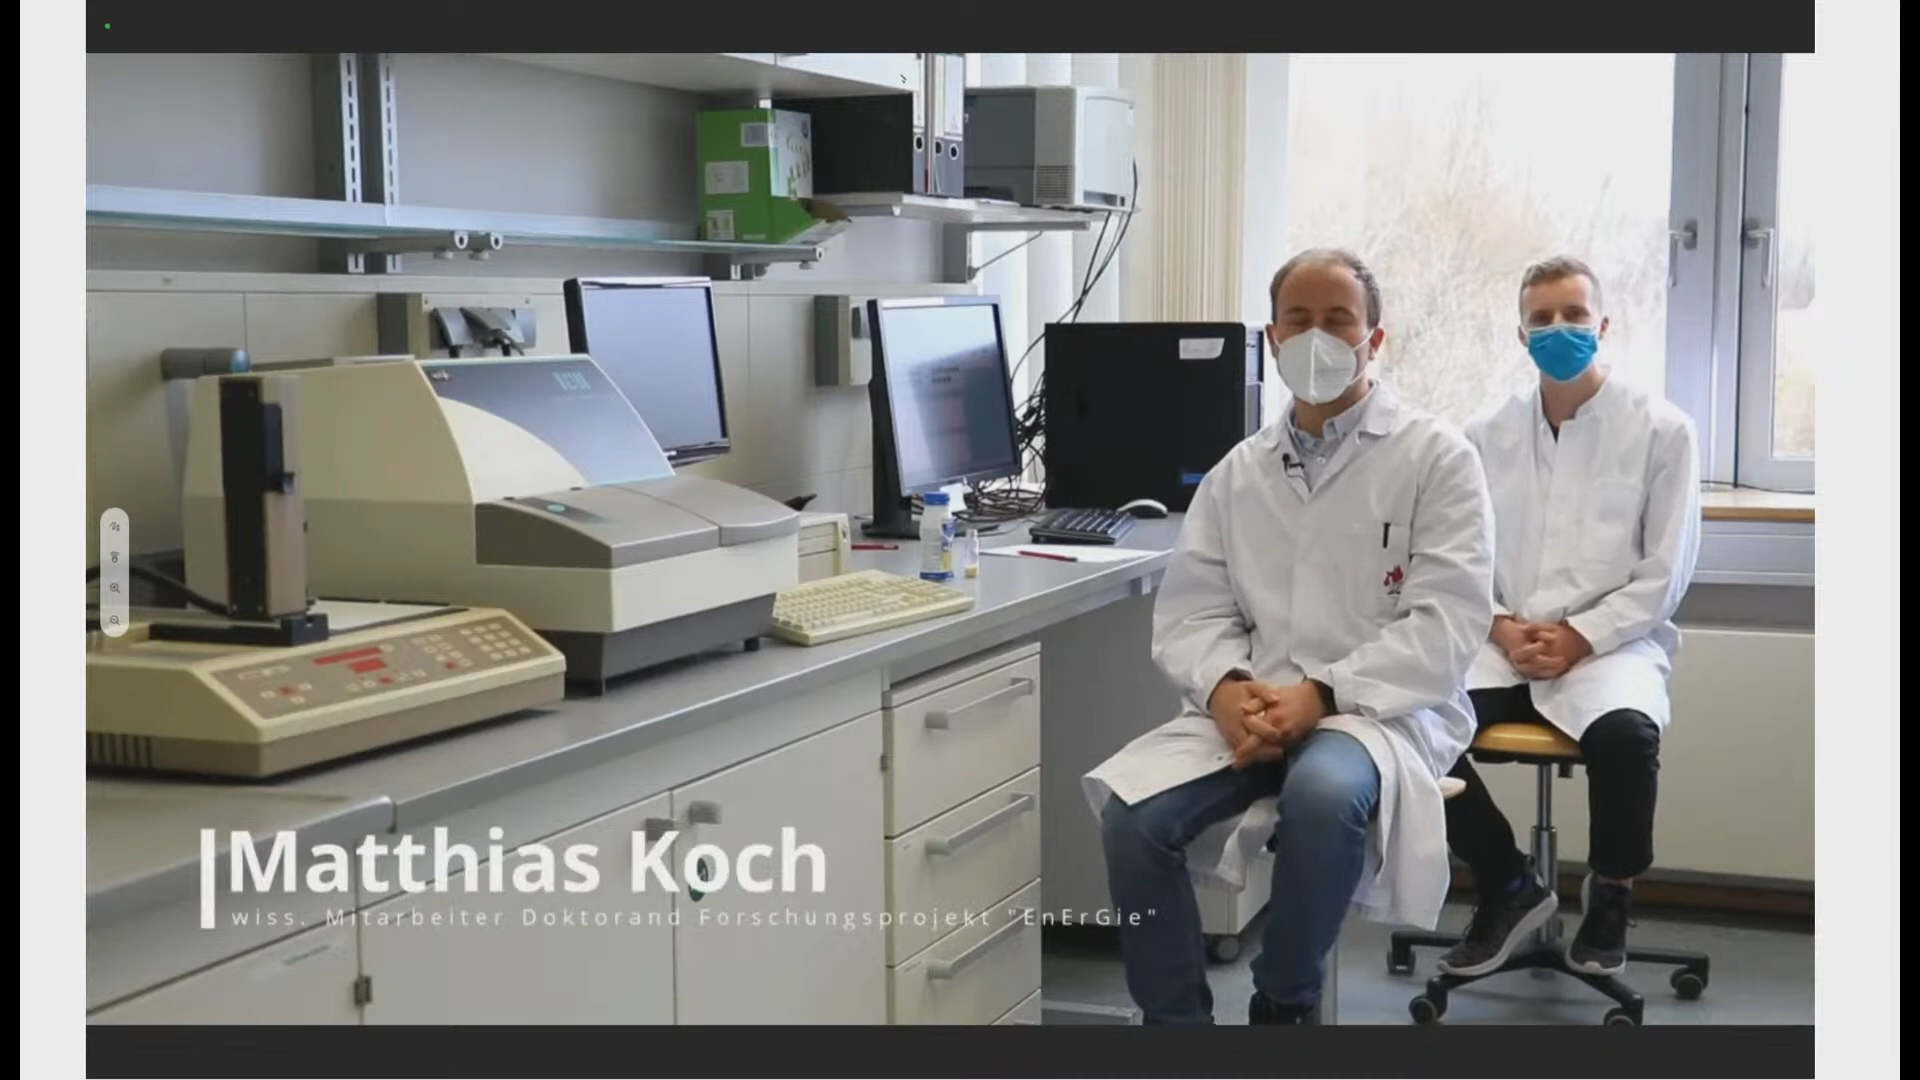 Matthias Koch
wiss. Mitarbeiter Doktorand Forschungsprojekt "EnErGie"